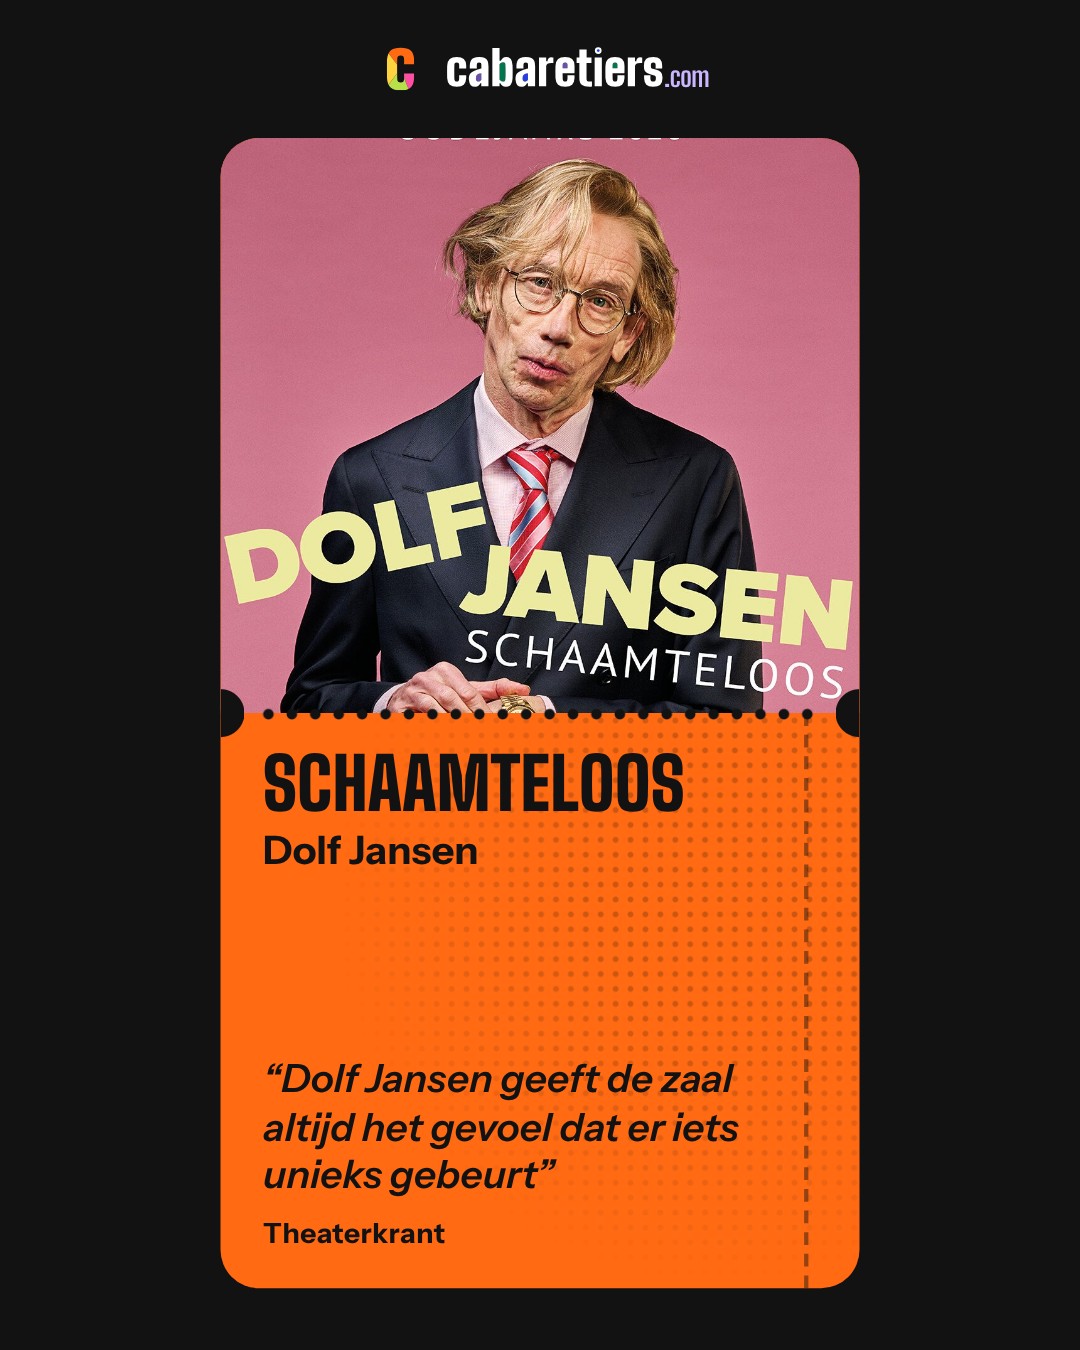 cabaretiers.com
DOLF
JANSEN
SCHAAMTELOOS
SCHAAMTELOOS
Dolf Jansen
“Dolf Jansen geeft de zaal
altijd het gevoel dat er iets
unieks gebeurt”
Theaterkrant